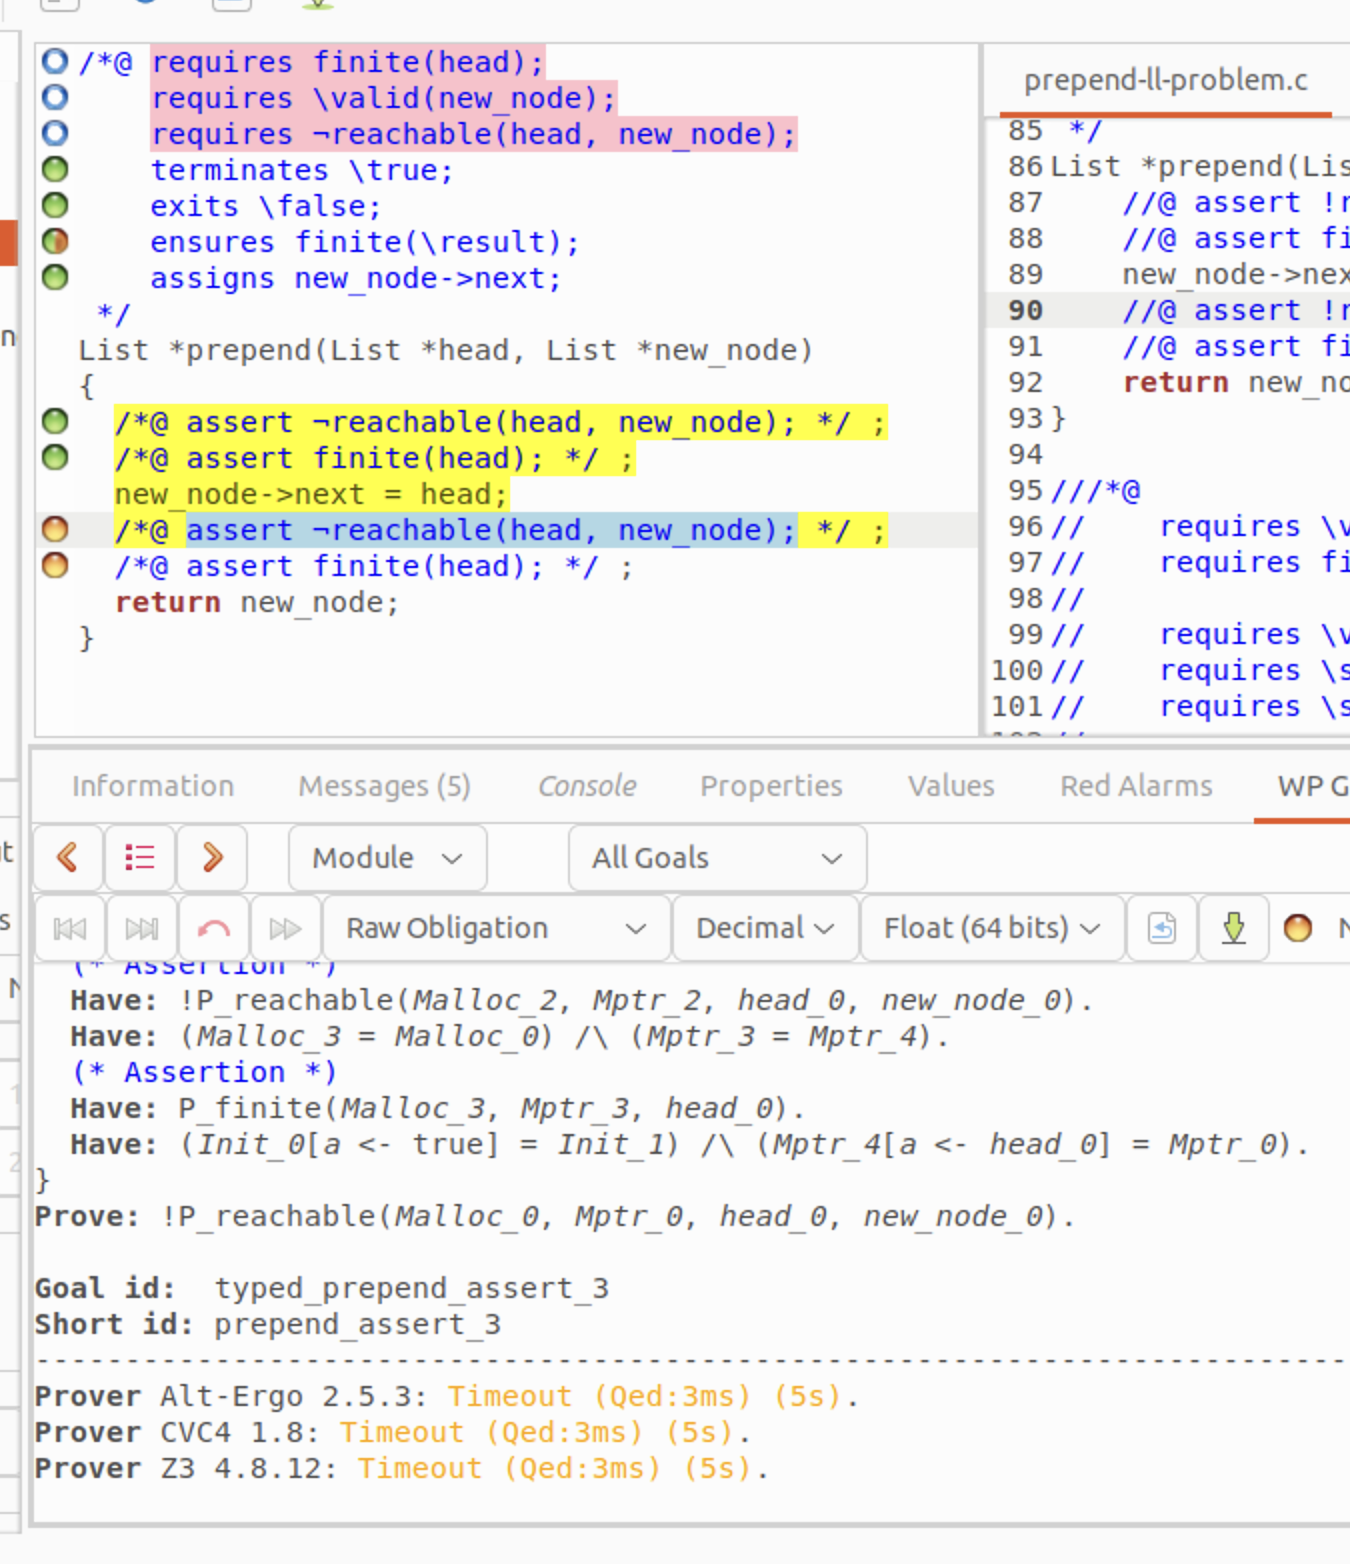 /*@ requires finite(head);
requires \valid(new_node);
requires ¬reachable(head, new_node);
terminates \true;
exits \false;
ensures finite(\result);
assigns new_node->next;
*/
List *prepend(List *head, List *new_node)
{
/*@ assert ¬reachable(head, new_node); */ ;
/*@ assert finite(head); */ ;
new_node->next = head;
/*@ assert ¬reachable(head, new_node); */ ;
/*@ assert finite(head); */ ;
return new_node;
}
prepend-ll-problem.c
85 */
86 List *prepend(Lis
87 //@ assert !r
88 //@ assert fi
89 new_node->nex
90 //@ assert !r
91 //@ assert fi
92 return new_no
93 }
94
95 ///*@
96 // requires \v
97 // requires fi
98 //
99 // requires \v
100 // requires \s
101 // requires \s
Information Messages (5) Console Properties Values Red Alarms WP G
Module All Goals
Raw Obligation Decimal Float (64 bits) N
(* Assertion *)
Have: !P_reachable(Malloc_2, Mptr_2, head_0, new_node_0).
Have: (Malloc_3 = Malloc_0) /\ (Mptr_3 = Mptr_4).
(* Assertion *)
Have: P_finite(Malloc_3, Mptr_3, head_0).
Have: (Init_0[a <- true] = Init_1) /\ (Mptr_4[a <- head_0] = Mptr_0).
}
Prove: !P_reachable(Malloc_0, Mptr_0, head_0, new_node_0).
Goal id: typed_prepend_assert_3
Short id: prepend_assert_3
--------------------------------------------------------------------------
Prover Alt-Ergo 2.5.3: Timeout (Qed:3ms) (5s).
Prover CVC4 1.8: Timeout (Qed:3ms) (5s).
Prover Z3 4.8.12: Timeout (Qed:3ms) (5s).